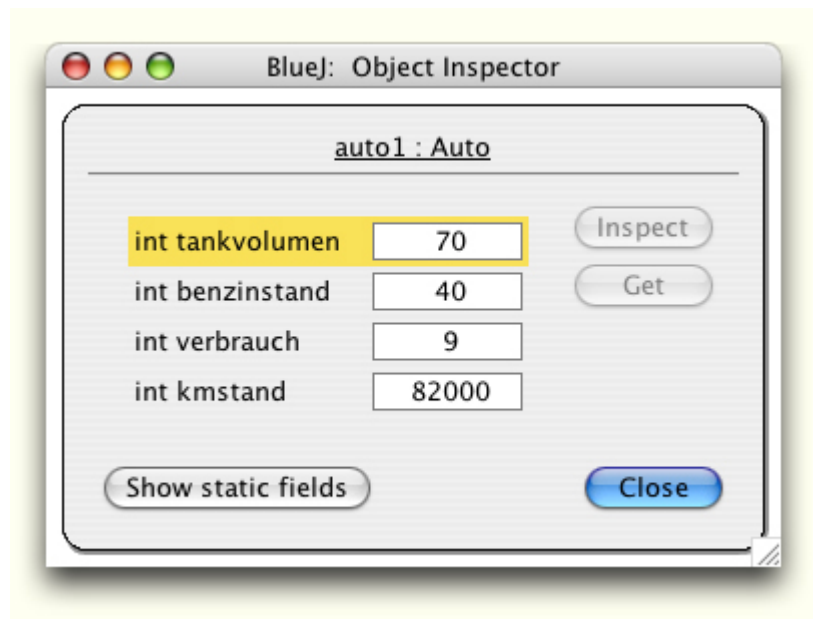 BlueJ: Object Inspector
auto1 : Auto
int tankvolumen 70
Inspect
int benzinstand 40
Get
int verbrauch 9
int kmstand 82000
Show static fields
Close